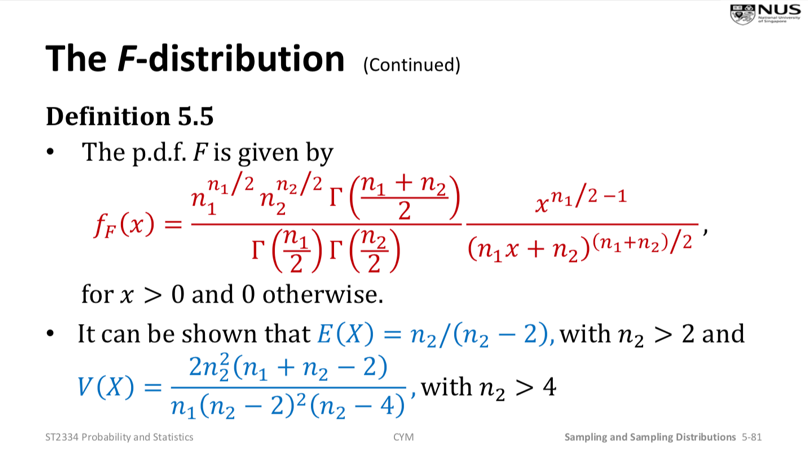 NUS
National University
of Singapore
The F-distribution (Continued)
Definition 5.5
• The p.d.f. F is given by
f_F(x) = \frac{n_1^{n_1/2} n_2^{n_2/2} Γ\left(\frac{n_1 + n_2}{2}\right)}{Γ\left(\frac{n_1}{2}\right) Γ\left(\frac{n_2}{2}\right)} \frac{x^{n_1/2 −1}}{(n_1x + n_2)^{(n_1+n_2)/2}},
for x > 0 and 0 otherwise.
• It can be shown that E(X) = n_2/(n_2 − 2), with n_2 > 2 and
V(X) = \frac{2n_2^2(n_1 + n_2 − 2)}{n_1(n_2 − 2)^2(n_2 − 4)}, with n_2 > 4
ST2334 Probability and Statistics CYM Sampling and Sampling Distributions 5-81